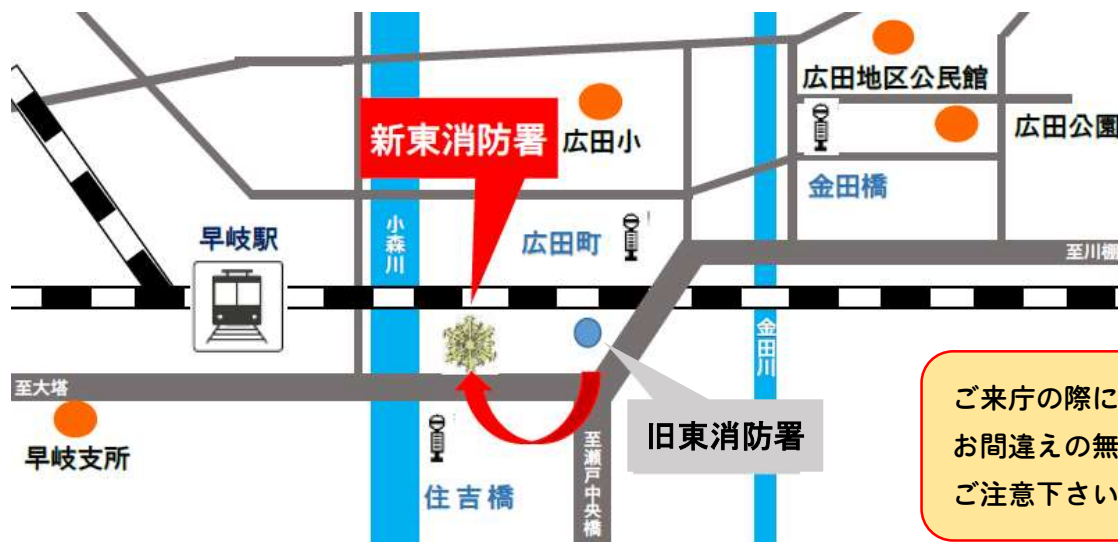 広田地区公民館
新東消防署
広田小
広田公園
金田橋
早岐駅
小森川
広田町
至川棚
金田川
至大塔
早岐支所
住吉橋
至瀬戸中央橋
旧東消防署
ご来庁の際に
お間違えの無
ご注意下さい